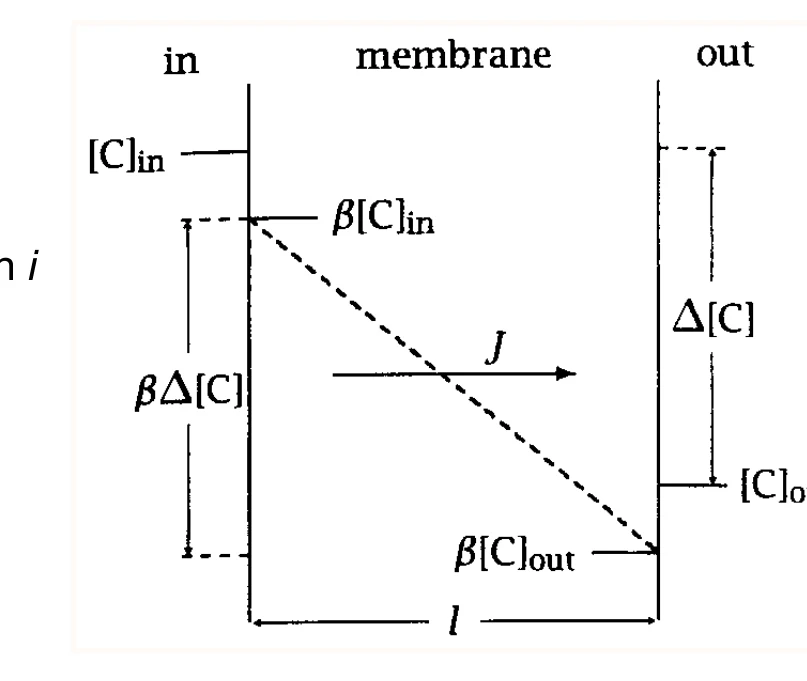 in membrane out
[C]in
β[C]in
n i
Δ[C]
J
βΔ[C]
[C]o
β[C]out
l